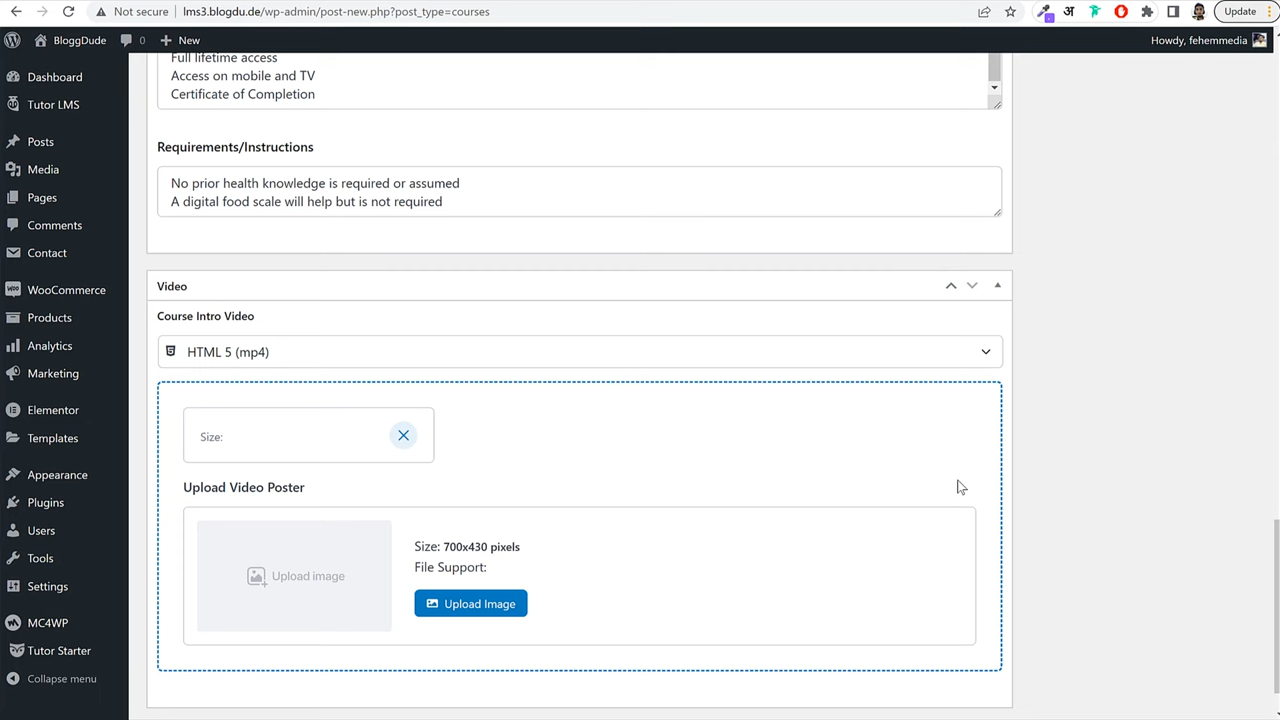 Not secure
lms3.blogdu.de/wp-admin/post-new.php?post_type=courses
अ
Update
BloggDude
0
New
Howdy, fehemmedia
Dashboard
Tutor LMS
Posts
Media
Pages
Comments
Contact
WooCommerce
Products
Analytics
Marketing
Elementor
Templates
Appearance
Plugins
Users
Tools
Settings
MC4WP
Tutor Starter
Collapse menu
Full lifetime access
Access on mobile and TV
Certificate of Completion
Requirements/Instructions
No prior health knowledge is required or assumed
A digital food scale will help but is not required
Video
Course Intro Video
HTML 5 (mp4)
Size:
Upload Video Poster
Upload image
Size: 700x430 pixels
File Support:
Upload Image